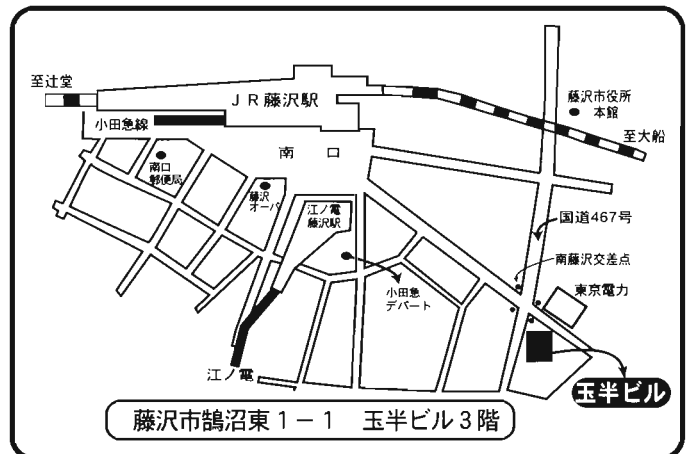 至辻堂
JR藤沢駅
藤沢市役所
本館
小田急線
至大船
南口
南口
郵便局
藤沢
オーパ
江ノ電
藤沢駅
国道467号
南藤沢交差点
小田急
デパート
東京電力
江ノ電
玉半ビル
藤沢市鵠沼東1-1 玉半ビル3階